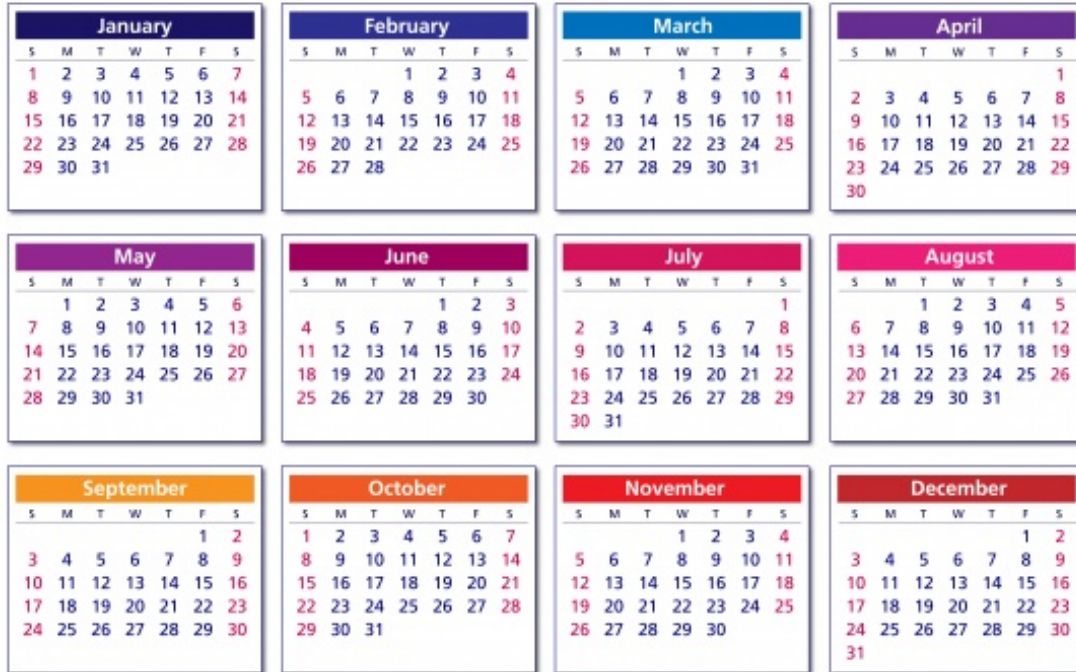 January
S M T W T F S
1 2 3 4 5 6 7
8 9 10 11 12 13 14
15 16 17 18 19 20 21
22 23 24 25 26 27 28
29 30 31
February
S M T W T F S
1 2 3 4
5 6 7 8 9 10 11
12 13 14 15 16 17 18
19 20 21 22 23 24 25
26 27 28
March
S M T W T F S
1 2 3 4
5 6 7 8 9 10 11
12 13 14 15 16 17 18
19 20 21 22 23 24 25
26 27 28 29 30 31
April
S M T W T F S
1
2 3 4 5 6 7 8
9 10 11 12 13 14 15
16 17 18 19 20 21 22
23 24 25 26 27 28 29
30
May
S M T W T F S
1 2 3 4 5 6
7 8 9 10 11 12 13
14 15 16 17 18 19 20
21 22 23 24 25 26 27
28 29 30 31
June
S M T W T F S
1 2 3
4 5 6 7 8 9 10
11 12 13 14 15 16 17
18 19 20 21 22 23 24
25 26 27 28 29 30
July
S M T W T F S
1
2 3 4 5 6 7 8
9 10 11 12 13 14 15
16 17 18 19 20 21 22
23 24 25 26 27 28 29
30 31
August
S M T W T F S
1 2 3 4 5
6 7 8 9 10 11 12
13 14 15 16 17 18 19
20 21 22 23 24 25 26
27 28 29 30 31
September
S M T W T F S
1 2
3 4 5 6 7 8 9
10 11 12 13 14 15 16
17 18 19 20 21 22 23
24 25 26 27 28 29 30
October
S M T W T F S
1 2 3 4 5 6 7
8 9 10 11 12 13 14
15 16 17 18 19 20 21
22 23 24 25 26 27 28
29 30 31
November
S M T W T F S
1 2 3 4
5 6 7 8 9 10 11
12 13 14 15 16 17 18
19 20 21 22 23 24 25
26 27 28 29 30
December
S M T W T F S
1 2
3 4 5 6 7 8 9
10 11 12 13 14 15 16
17 18 19 20 21 22 23
24 25 26 27 28 29 30
31